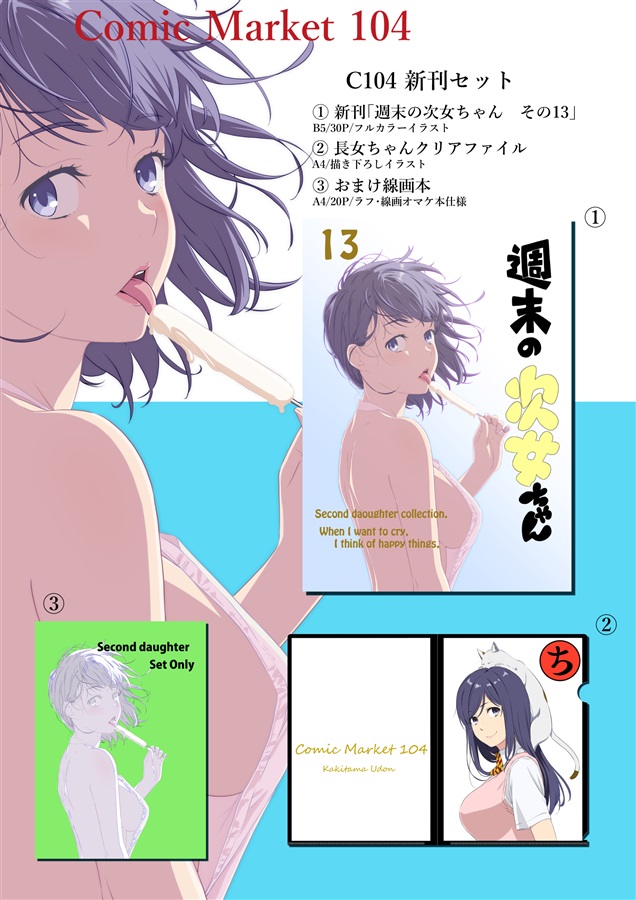 Comic Market 104
C104 新刊セット
① 新刊「週末の次女ちゃん　その13」
B5/30P/フルカラーイラスト
② 長女ちゃんクリアファイル
A4/描き下ろしイラスト
③ おまけ線画本
A4/20P/ラフ・線画オマケ本仕様
①
13
週末の次女ちゃん
Second daoughter collection.
When I want to cry,
I think of happy things.
③
Second daughter
Set Only
②
ち
Comic Market 104
Kakitama Udon